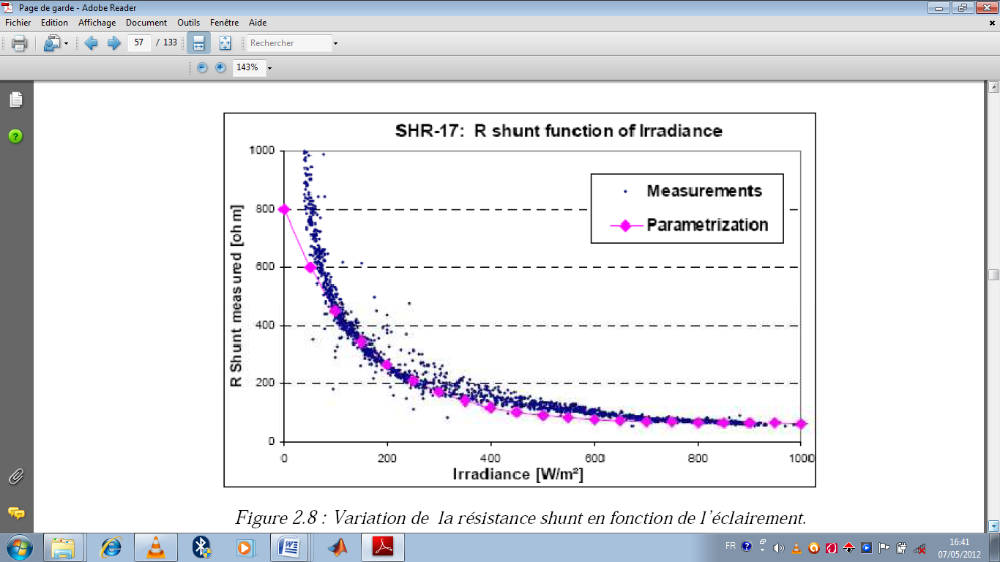 Page de garde - Adobe Reader
Fichier Edition Affichage Document Outils Fenêtre Aide
57 / 133 Rechercher
143%
SHR-17: R shunt function of Irradiance
R Shunt measured [ohm]
1000
800
600
400
200
0
Measurements
Parametrization
0 200 400 600 800 1000
Irradiance [W/m²]
Figure 2.8 : Variation de la résistance shunt en fonction de l'éclairement.
FR
16:41
07/05/2012